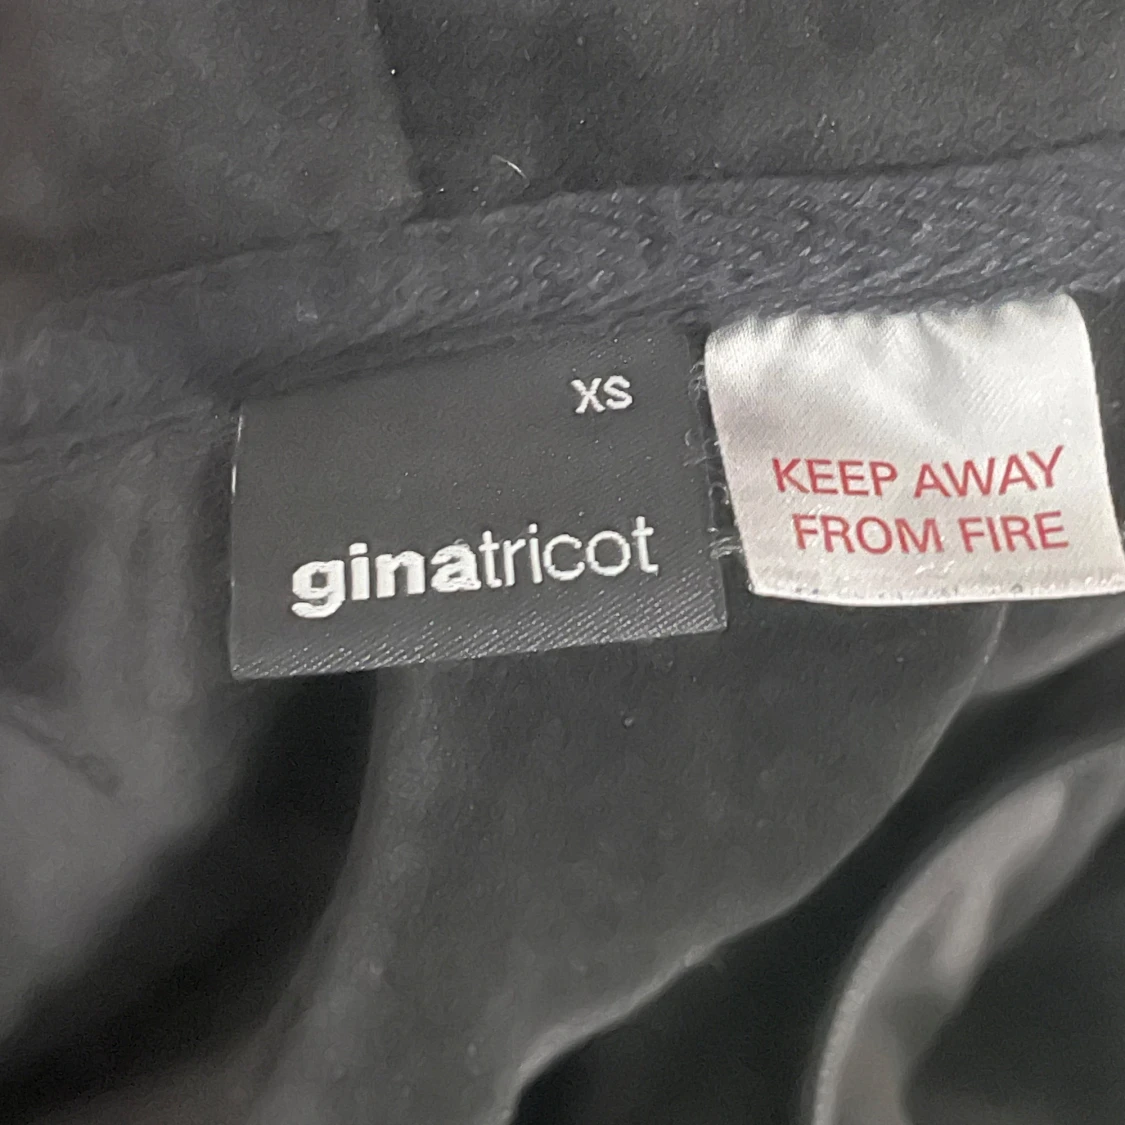 XS
ginatricot
KEEP AWAY
FROM FIRE